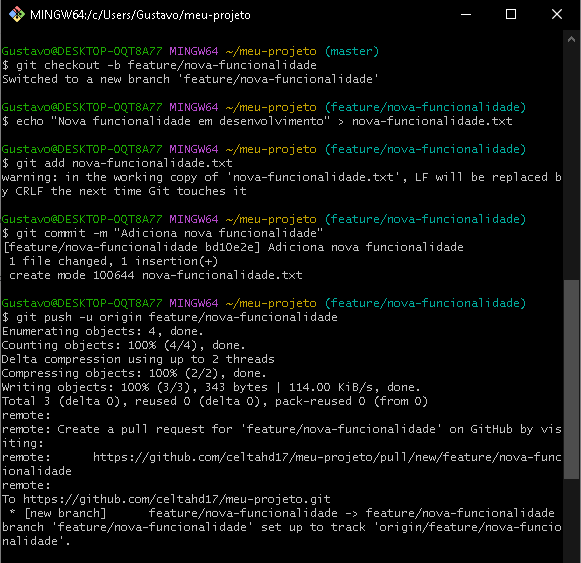 MINGW64:/c/Users/Gustavo/meu-projeto
Gustavo@DESKTOP-OQT8A77 MINGW64 ~/meu-projeto (master)
$ git checkout -b feature/nova-funcionalidade
Switched to a new branch 'feature/nova-funcionalidade'
Gustavo@DESKTOP-OQT8A77 MINGW64 ~/meu-projeto (feature/nova-funcionalidade)
$ echo "Nova funcionalidade em desenvolvimento" > nova-funcionalidade.txt
Gustavo@DESKTOP-OQT8A77 MINGW64 ~/meu-projeto (feature/nova-funcionalidade)
$ git add nova-funcionalidade.txt
warning: in the working copy of 'nova-funcionalidade.txt', LF will be replaced b
y CRLF the next time Git touches it
Gustavo@DESKTOP-OQT8A77 MINGW64 ~/meu-projeto (feature/nova-funcionalidade)
$ git commit -m "Adiciona nova funcionalidade"
[feature/nova-funcionalidade bd10e2e] Adiciona nova funcionalidade
 1 file changed, 1 insertion(+)
 create mode 100644 nova-funcionalidade.txt
Gustavo@DESKTOP-OQT8A77 MINGW64 ~/meu-projeto (feature/nova-funcionalidade)
$ git push -u origin feature/nova-funcionalidade
Enumerating objects: 4, done.
Counting objects: 100% (4/4), done.
Delta compression using up to 2 threads
Compressing objects: 100% (2/2), done.
Writing objects: 100% (3/3), 343 bytes | 114.00 KiB/s, done.
Total 3 (delta 0), reused 0 (delta 0), pack-reused 0 (from 0)
remote:
remote: Create a pull request for 'feature/nova-funcionalidade' on GitHub by vis
iting:
remote:      https://github.com/celtahd17/meu-projeto/pull/new/feature/nova-func
ionalidade
remote:
To https://github.com/celtahd17/meu-projeto.git
 * [new branch]      feature/nova-funcionalidade -> feature/nova-funcionalidade
branch 'feature/nova-funcionalidade' set up to track 'origin/feature/nova-funcio
nalidade'.